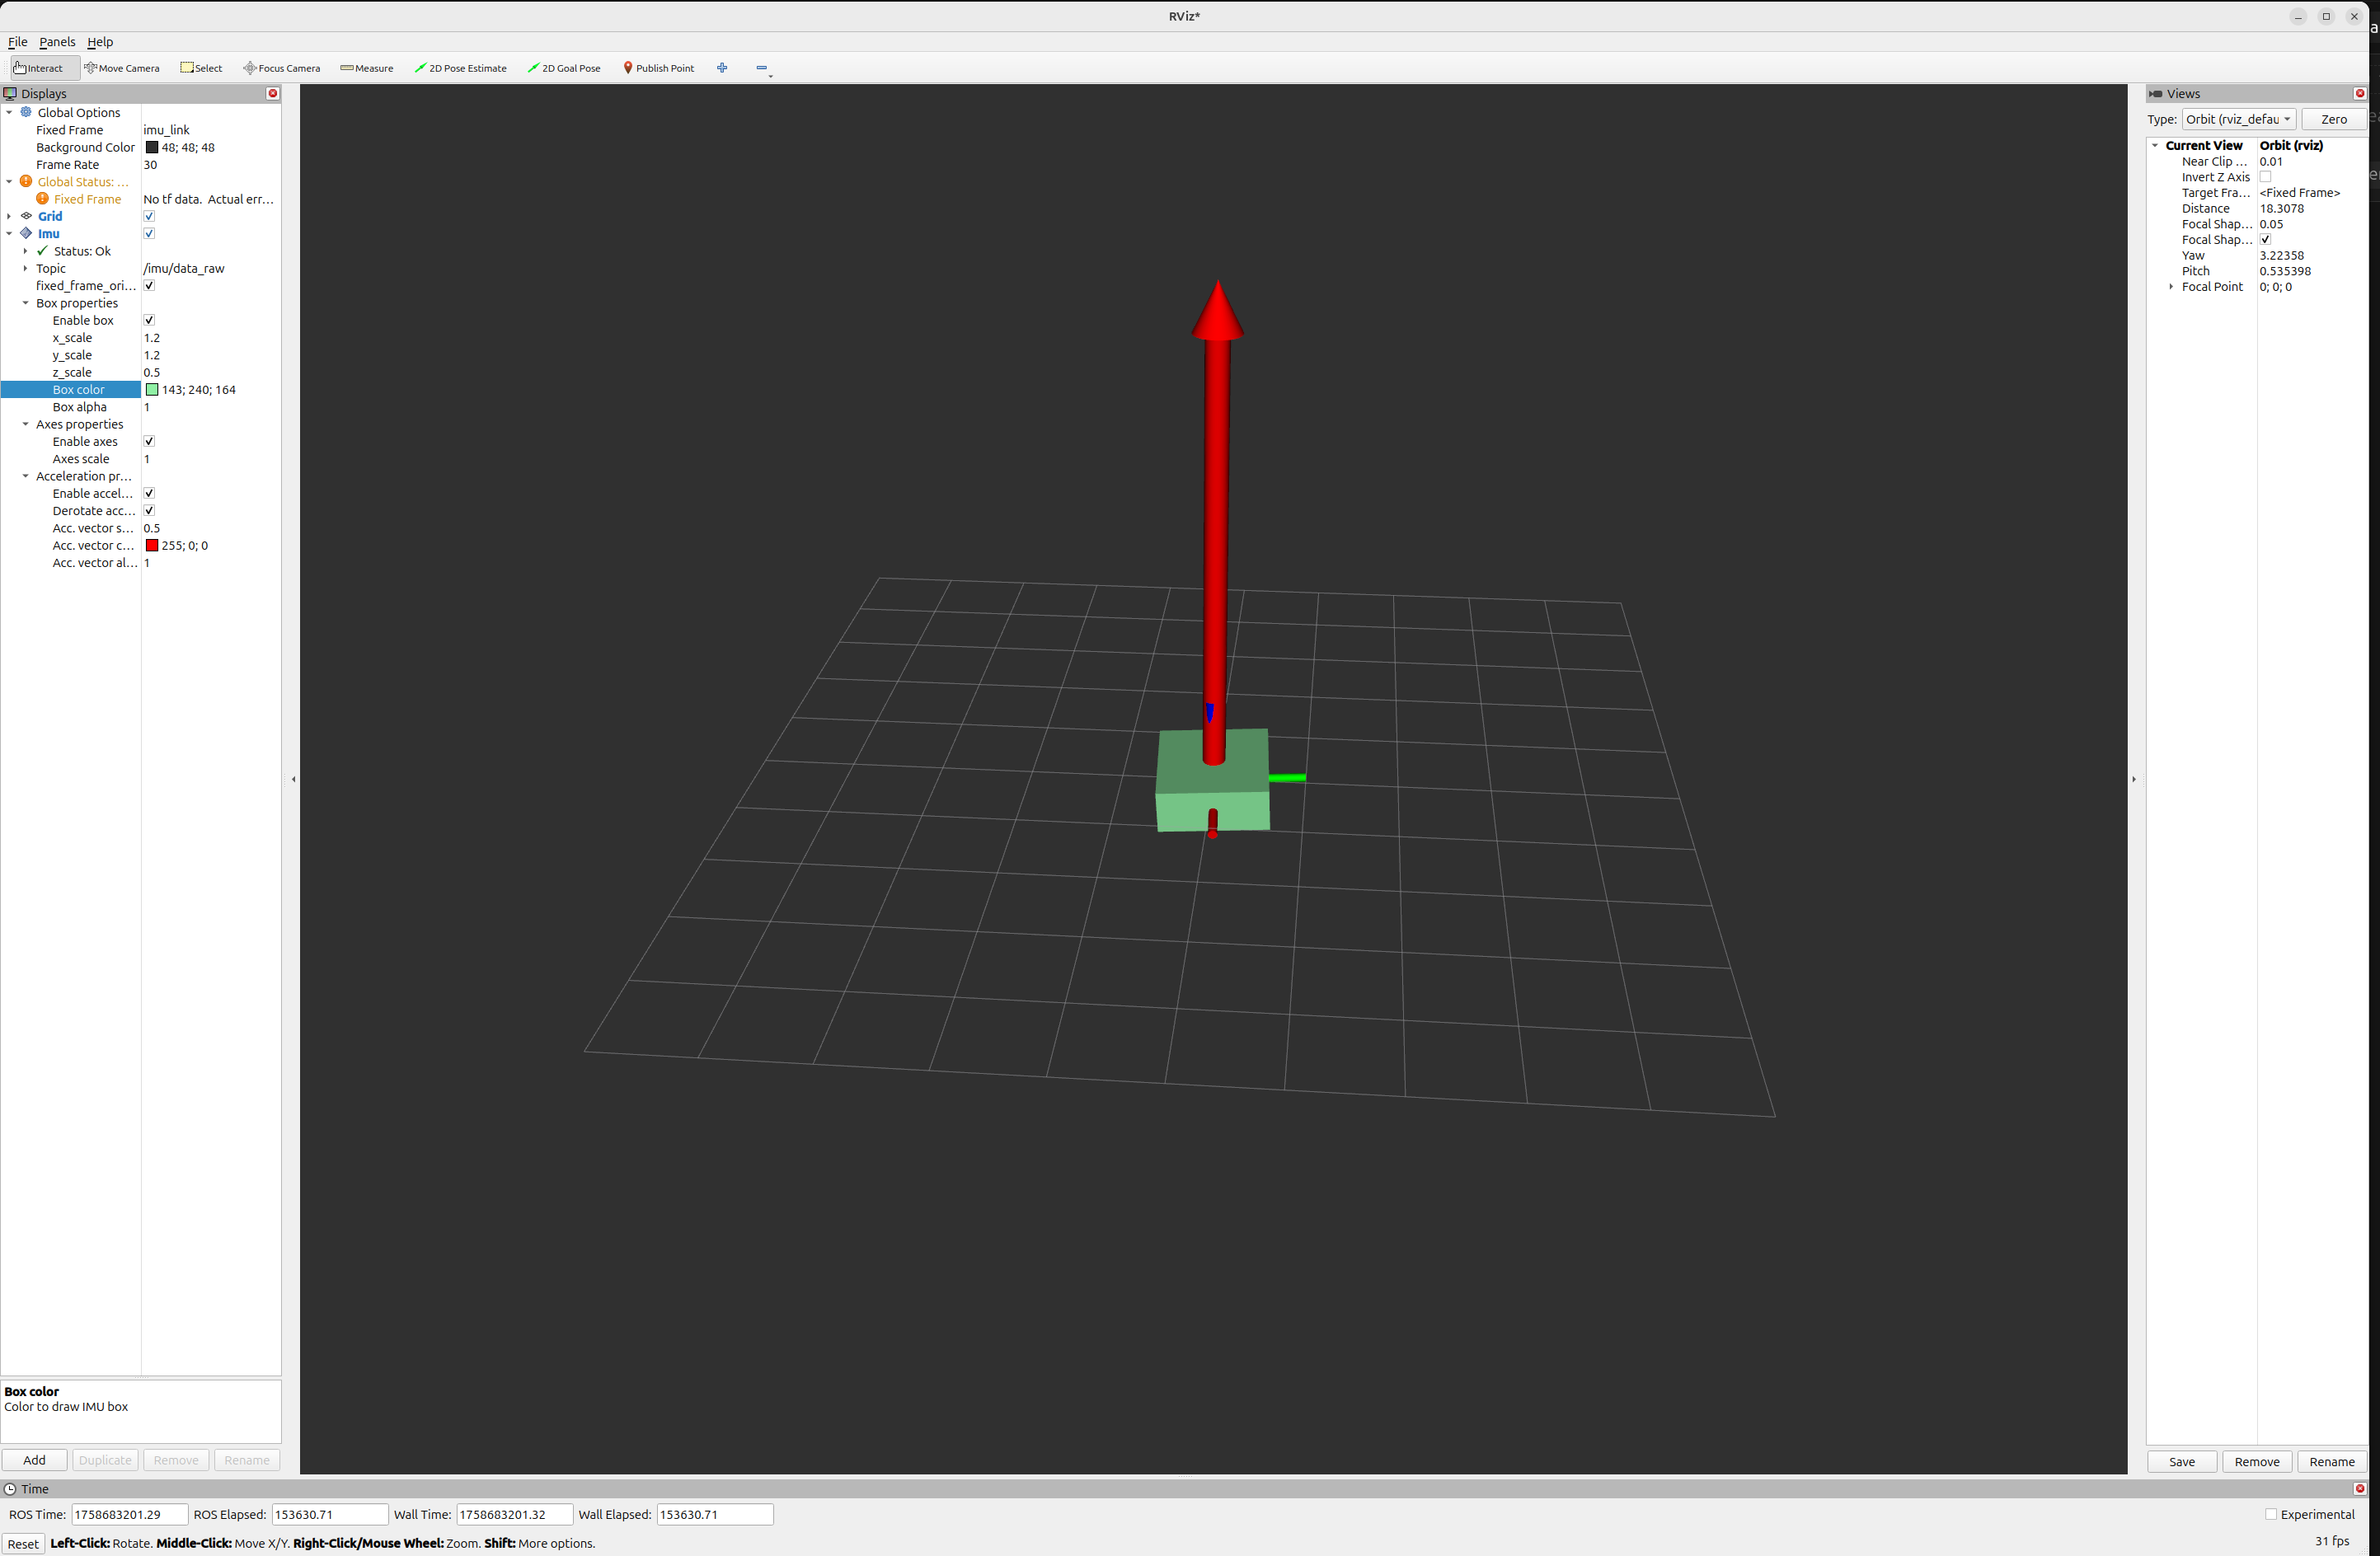 RViz*
File Panels Help
Interact Move Camera Select Focus Camera Measure 2D Pose Estimate 2D Goal Pose Publish Point
Displays
Global Options
Fixed Frame imu_link
Background Color 48; 48; 48
Frame Rate 30
Global Status: ...
Fixed Frame No tf data. Actual err...
Grid
Imu
Status: Ok
Topic /imu/data_raw
fixed_frame_ori...
Box properties
Enable box
x_scale 1.2
y_scale 1.2
z_scale 0.5
Box color 143; 240; 164
Box alpha 1
Axes properties
Enable axes
Axes scale 1
Acceleration pr...
Enable accel...
Derotate acc...
Acc. vector s... 0.5
Acc. vector c... 255; 0; 0
Acc. vector al... 1
Box color
Color to draw IMU box
Add Duplicate Remove Rename
Views
Type: Orbit (rviz_defau Zero
Current View Orbit (rviz)
Near Clip ... 0.01
Invert Z Axis
Target Fra... <Fixed Frame>
Distance 18.3078
Focal Shap... 0.05
Focal Shap...
Yaw 3.22358
Pitch 0.535398
Focal Point 0; 0; 0
Save Remove Rename
Time
ROS Time: 1758683201.29 ROS Elapsed: 153630.71 Wall Time: 1758683201.32 Wall Elapsed: 153630.71 Experimental
Reset Left-Click: Rotate. Middle-Click: Move X/Y. Right-Click/Mouse Wheel: Zoom. Shift: More options. 31 fps